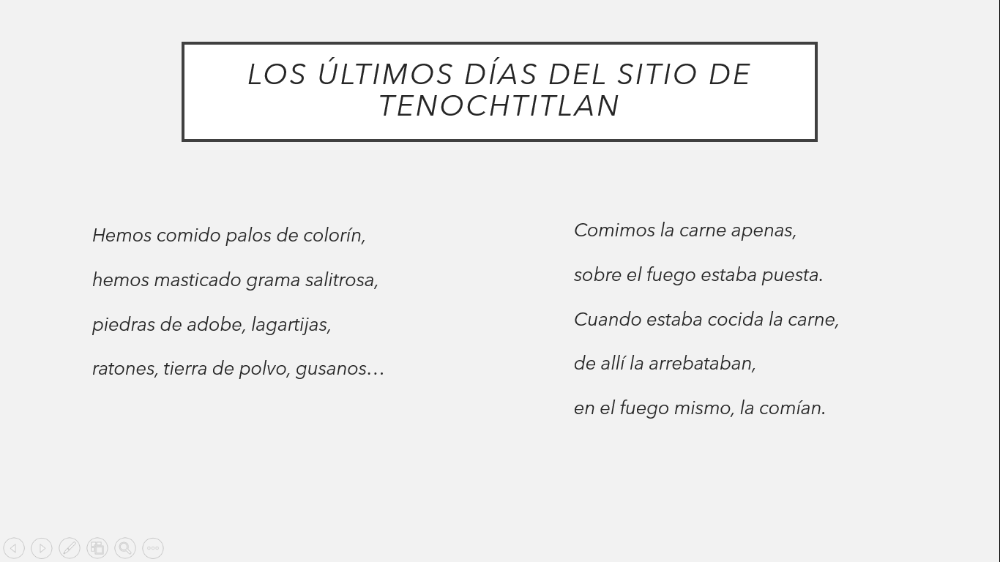 LOS ÚLTIMOS DÍAS DEL SITIO DE
TENOCHTITLAN
Hemos comido palos de colorín,
hemos masticado grama salitrosa,
piedras de adobe, lagartijas,
ratones, tierra de polvo, gusanos…
Comimos la carne apenas,
sobre el fuego estaba puesta.
Cuando estaba cocida la carne,
de allí la arrebataban,
en el fuego mismo, la comían.